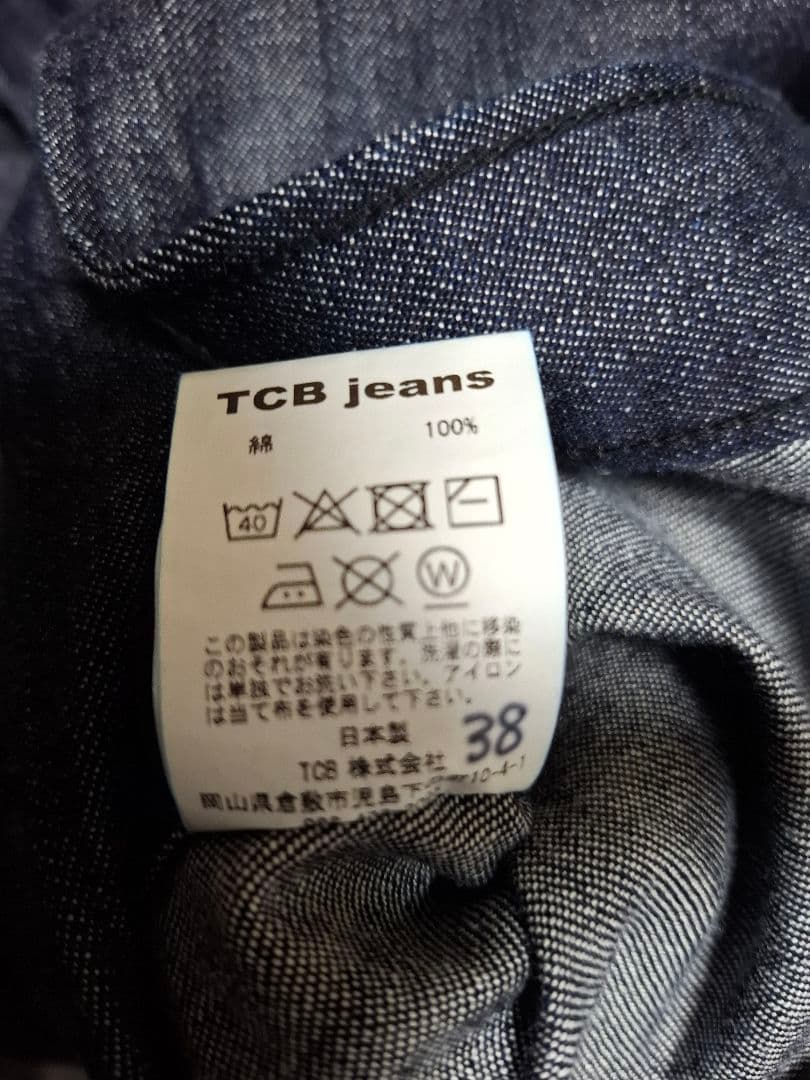 TCB jeans
綿 100%
40
W
この製品は染色の性質上他に移染
のおそれが有ります。洗濯の際に
は単独でお洗い下さい。アイロン
は当て布を使用して下さい。
日本製
38
TCB 株式会社
岡山県倉敷市児島下 10-4-1